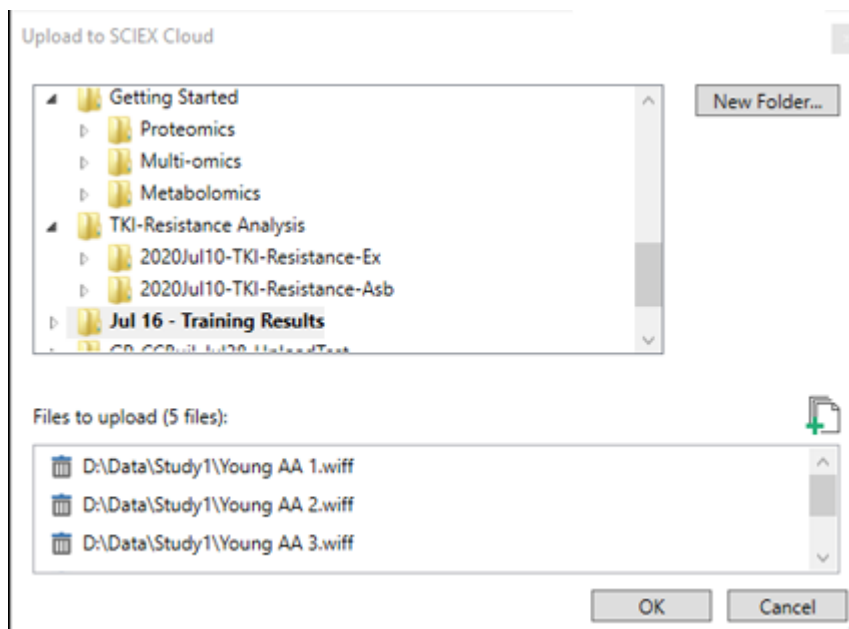 Upload to SCIEX Cloud
Getting Started
New Folder...
Proteomics
Multi-omics
Metabolomics
TKI-Resistance Analysis
2020Jul10-TKI-Resistance-Ex
2020Jul10-TKI-Resistance-Asb
Jul 16 - Training Results
Files to upload (5 files):
D:\Data\Study1\Young AA 1.wiff
D:\Data\Study1\Young AA 2.wiff
D:\Data\Study1\Young AA 3.wiff
OK Cancel